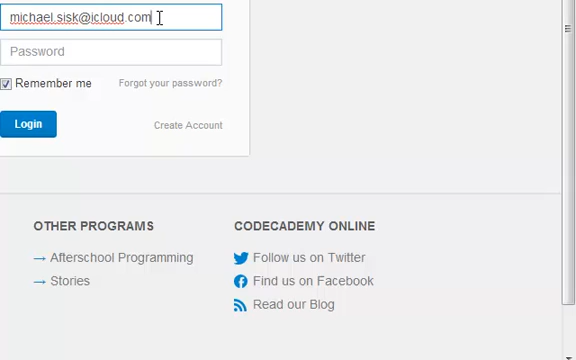 michael.sisk@icloud.com
Password
Remember me Forgot your password?
Login Create Account
OTHER PROGRAMS CODECADEMY ONLINE
→ Afterschool Programming Follow us on Twitter
→ Stories Find us on Facebook
Read our Blog